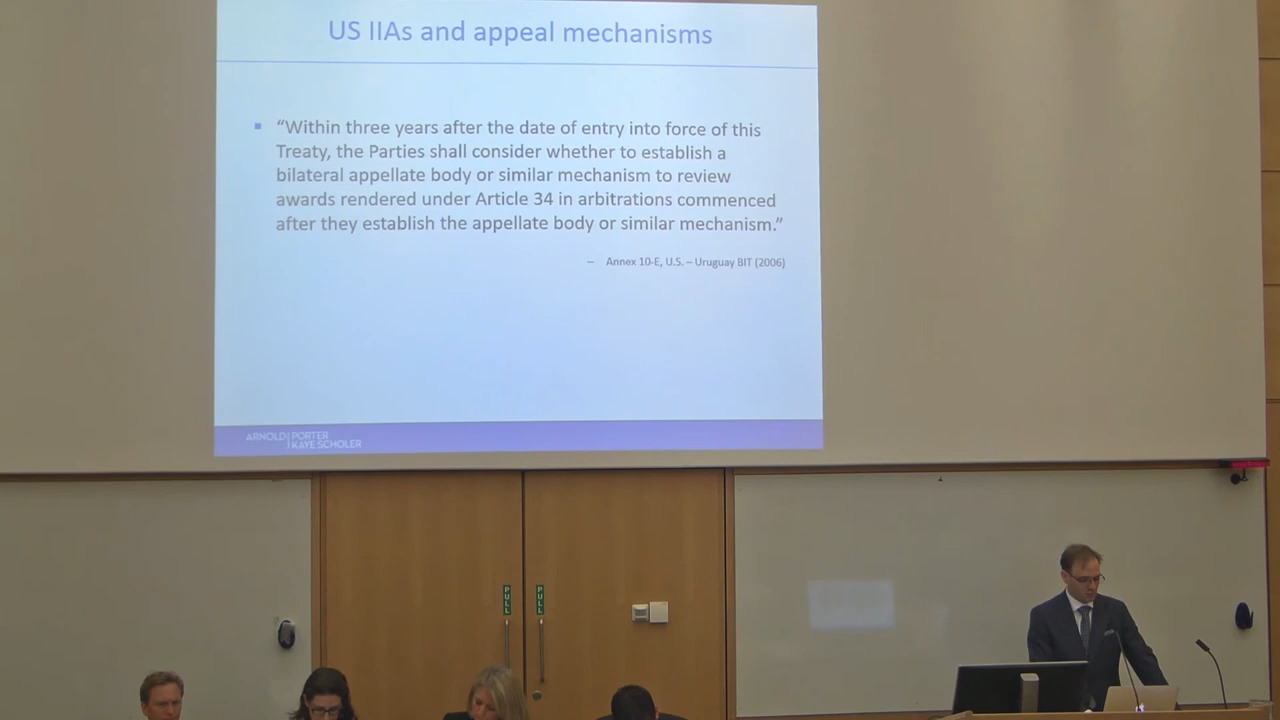 US IIAs and appeal mechanisms
▪ “Within three years after the date of entry into force of this
Treaty, the Parties shall consider whether to establish a
bilateral appellate body or similar mechanism to review
awards rendered under Article 34 in arbitrations commenced
after they establish the appellate body or similar mechanism.”
– Annex 10-E, U.S. – Uruguay BIT (2006)
ARNOLD PORTER
KAYE SCHOLER
PULL
PULL